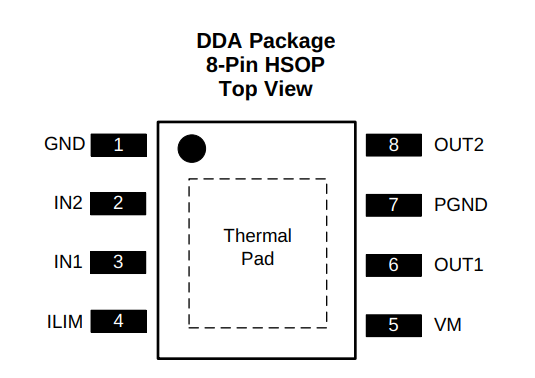 DDA Package
8-Pin HSOP
Top View
GND 1
8 OUT2
IN2 2
7 PGND
IN1 3
6 OUT1
ILIM 4
5 VM
Thermal
Pad